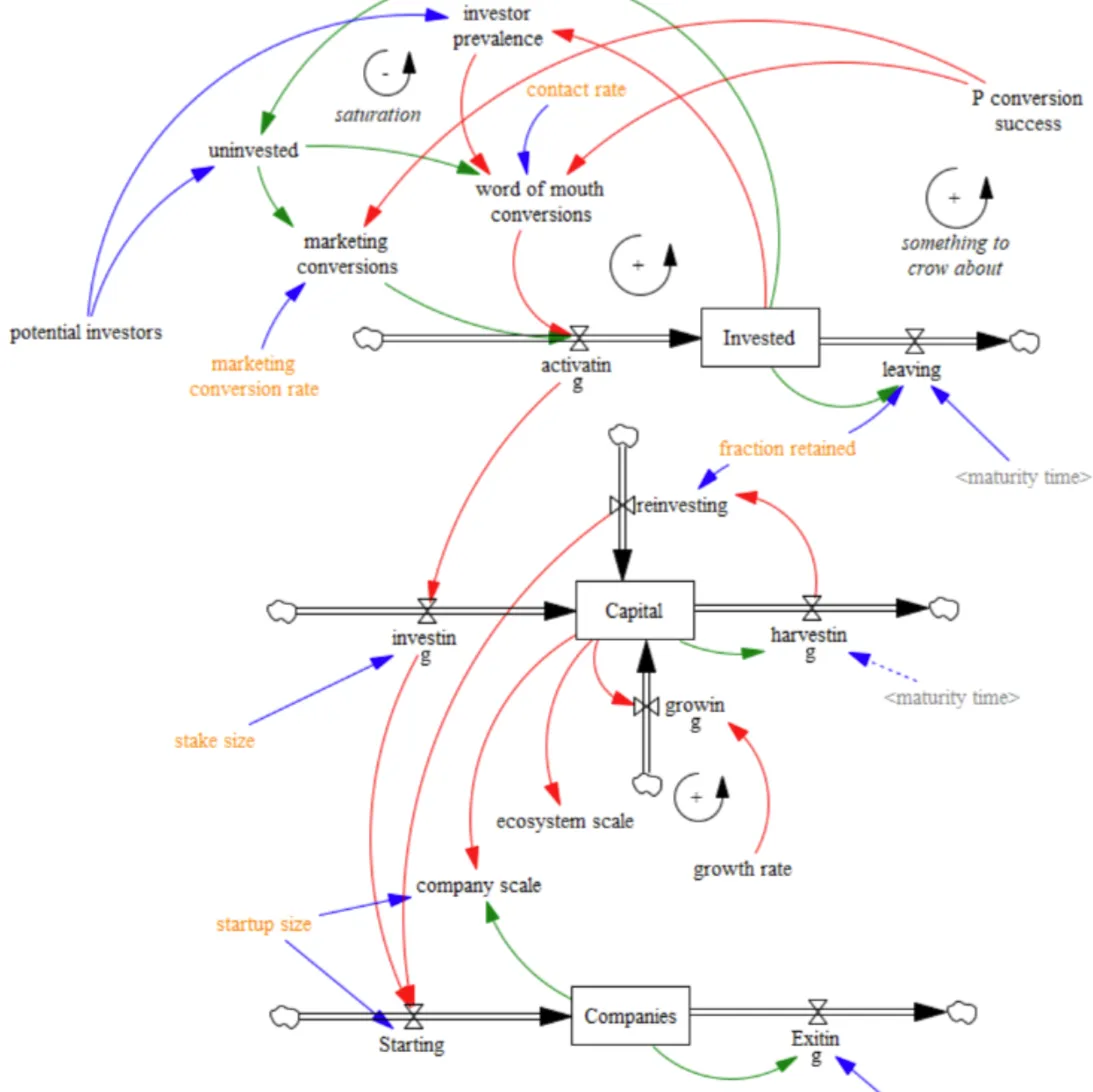 investor
prevalence
-
saturation
contact rate
P conversion
success
uninvested
word of mouth
conversions
+
something to
crow about
marketing
conversions
+
potential investors
Invested
marketing
conversion rate
activatin
g
leaving
fraction retained
<maturity time>
reinvesting
Capital
investin
g
harvestin
g
<maturity time>
growin
g
stake size
+
ecosystem scale
growth rate
company scale
startup size
Companies
Starting
Exitin
g